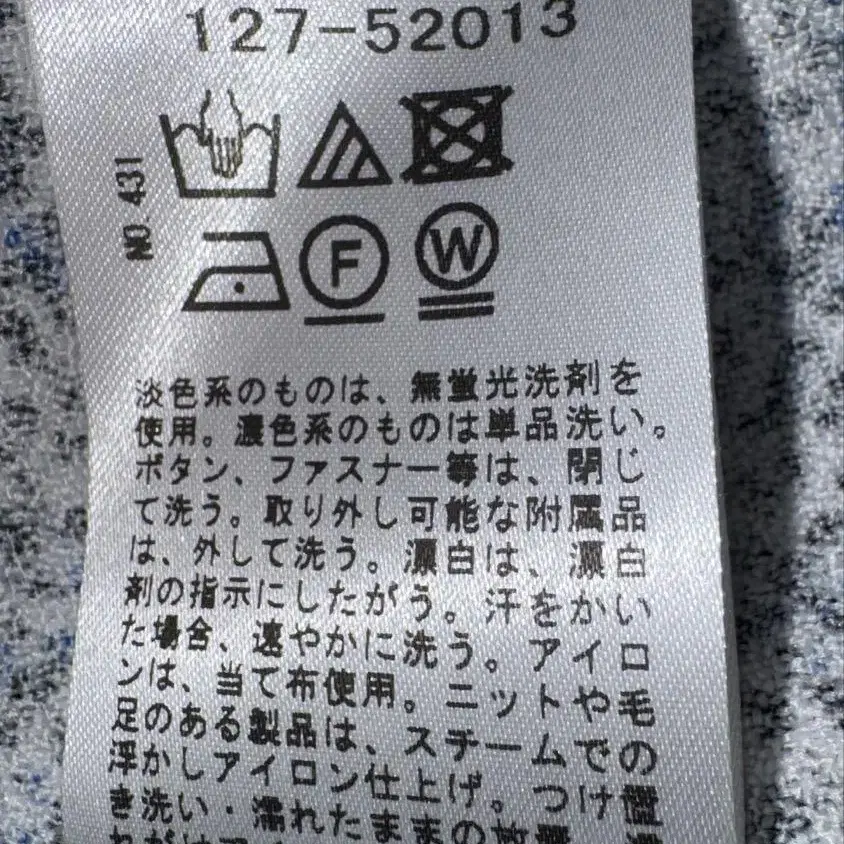 127-52013
NO. 431
F
W
淡色系のものは、無蛍光洗剤を
使用。濃色系のものは単品洗い。
ボタン、ファスナー等は、閉じ
て洗う。取り外し可能な附属品
は、外して洗う。漂白は、漂白
剤の指示にしたがう。汗をかい
た場合、速やかに洗う。アイロ
ンは、当て布使用。ニットや毛
足のある製品は、スチームでの
浮かしアイロン仕上げ。つけ置
き洗い・濡れたままの放置